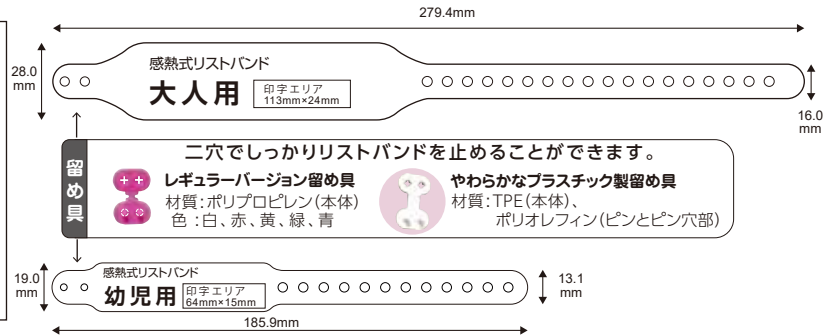 279.4mm
28.0
mm
感熱式リストバンド
大人用
印字エリア
113mm×24mm
16.0
mm
留め具
二穴でしっかりリストバンドを止めることができます。
レギュラーバージョン留め具
材質：ポリプロピレン（本体）
色：白、赤、黄、緑、青
やわらかなプラスチック製留め具
材質：TPE（本体）、
ポリオレフィン（ピンとピン穴部）
19.0
mm
感熱式リストバンド
幼児用
印字エリア
64mm×15mm
13.1
mm
185.9mm